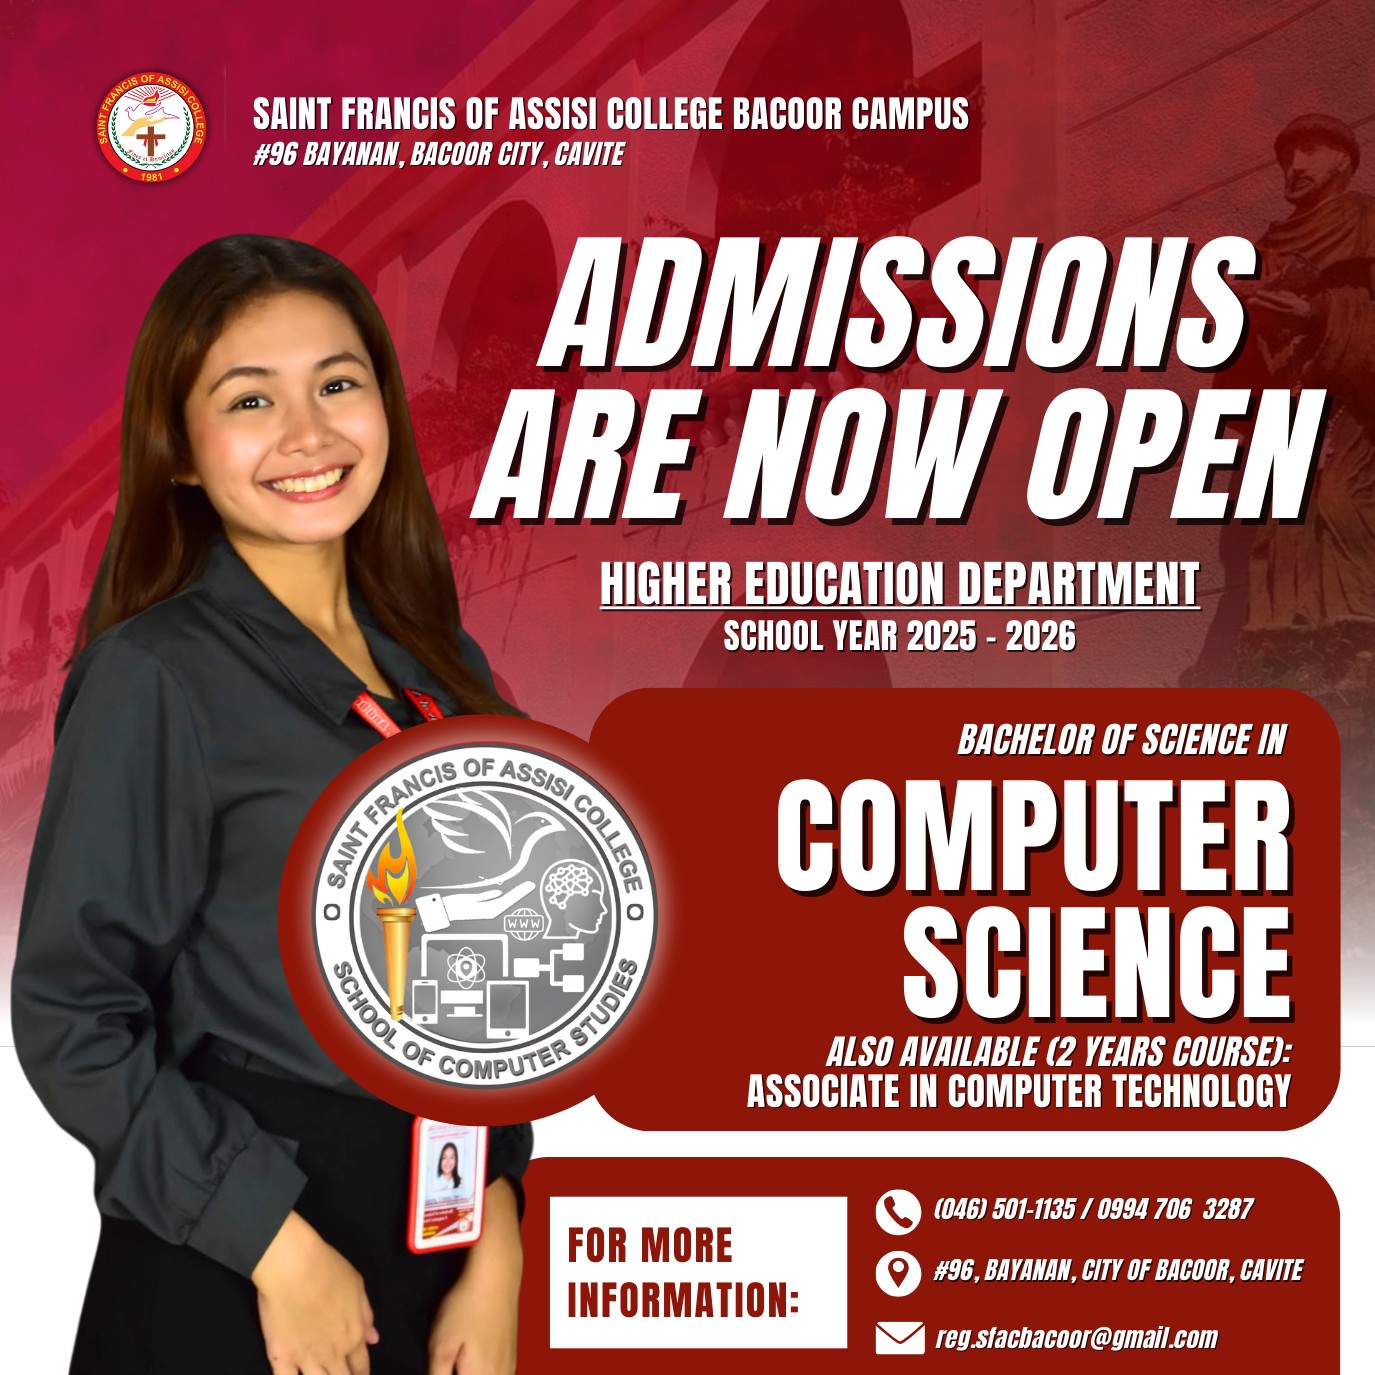 SAINT FRANCIS OF ASSISI COLLEGE
1981
SAINT FRANCIS OF ASSISI COLLEGE BACOOR CAMPUS
#96 BAYANAN, BACOOR CITY, CAVITE
ADMISSIONS
ARE NOW OPEN
HIGHER EDUCATION DEPARTMENT
SCHOOL YEAR 2025 - 2026
BACHELOR OF SCIENCE IN
COMPUTER
SCIENCE
ALSO AVAILABLE (2 YEARS COURSE):
ASSOCIATE IN COMPUTER TECHNOLOGY
SAINT FRANCIS OF ASSISI COLLEGE
WWW
SCHOOL OF COMPUTER STUDIES
FOR MORE
INFORMATION:
(046) 501-1135 / 0994 706 3287
#96, BAYANAN, CITY OF BACOOR, CAVITE
reg.sfacbacoor@gmail.com